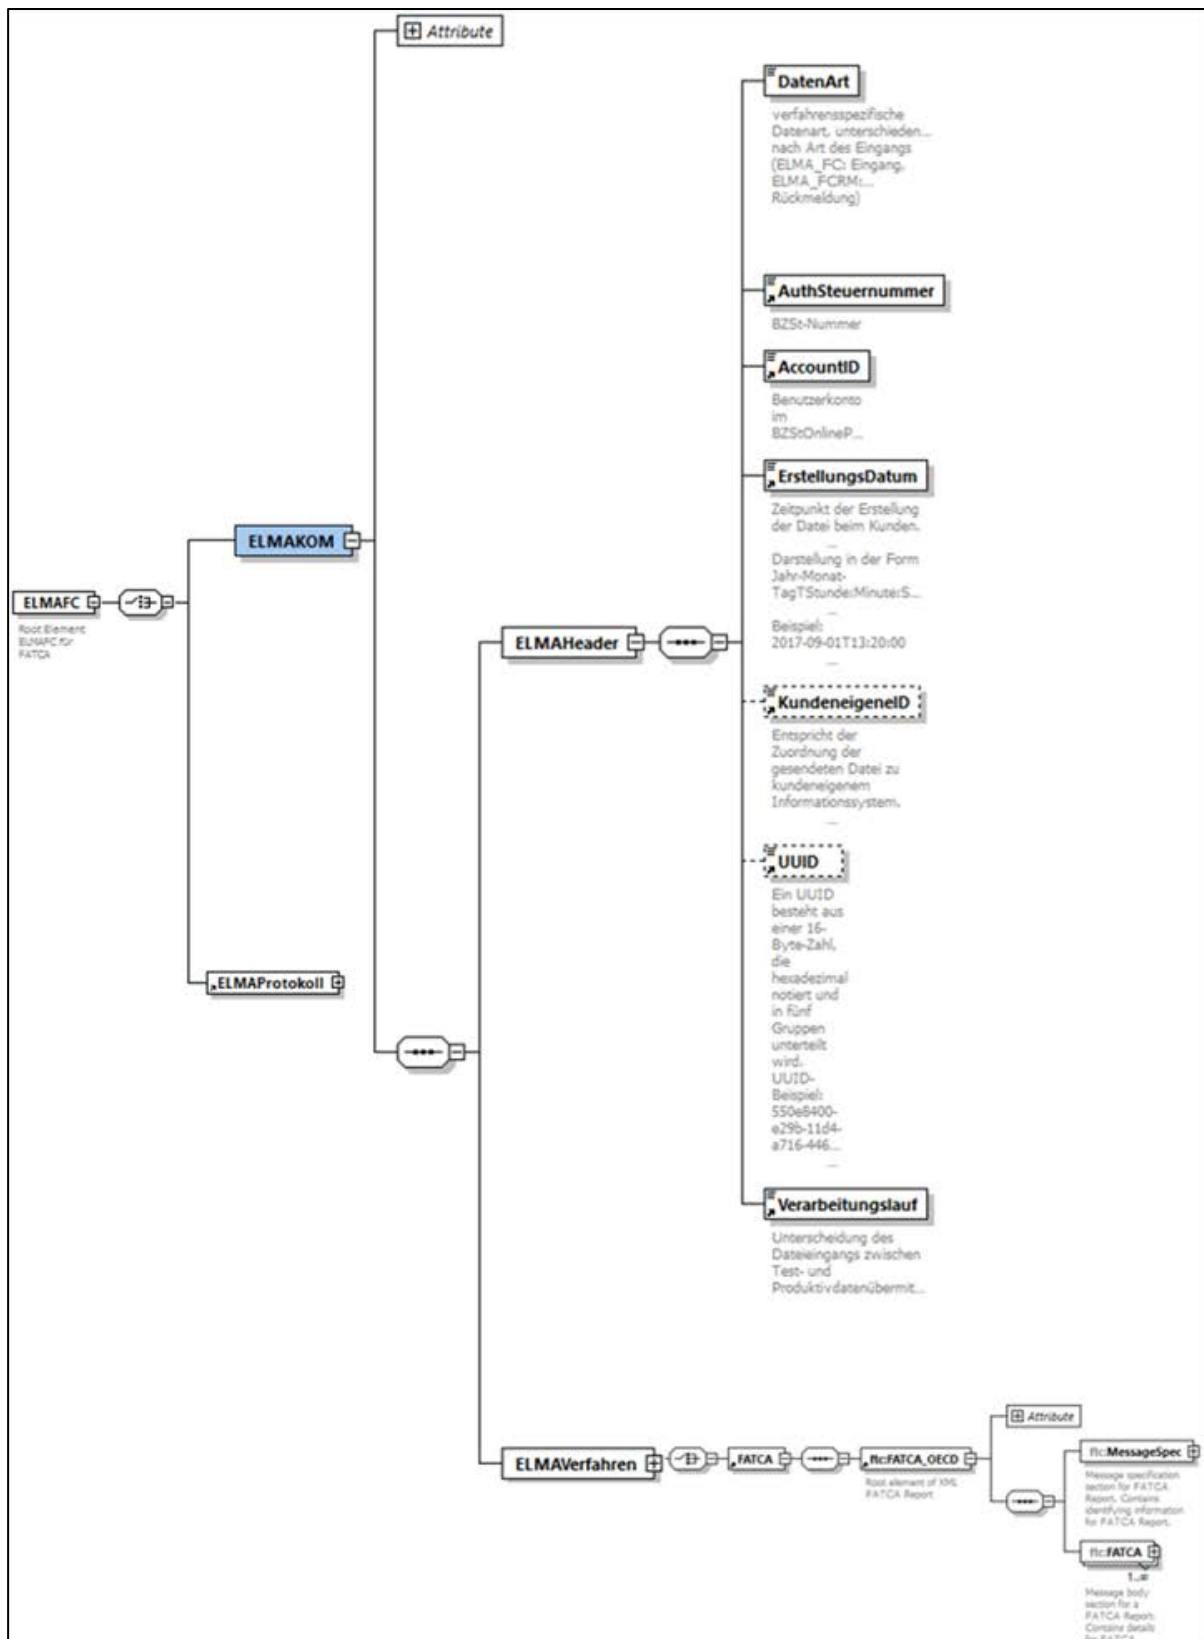 Attribute
DatenArt
verfahrensspezifische
Datenart, unterschieden...
nach Art des Eingangs
(ELMA_FC: Eingang,
ELMA_FCRM:...
Rückmeldung)
AuthSteuernummer
BZSt-Nummer
AccountID
Benutzerkonto
im
BZStOnlineP...
ErstellungsDatum
Zeitpunkt der Erstellung
der Datei beim Kunden.
...
Darstellung in der Form
Jahr-Monat-
TagTStunde:Minute:S...
...
Beispiel:
2017-09-01T13:20:00
...
ELMAKOM
ELMAFC
Root Element
ELMAFC für
FATCA
ELMAHeader
KundeneigeneID
Entspricht der
Zuordnung der
gesendeten Datei zu
kundeneigenem
Informationssystem.
...
UUID
Ein UUID
besteht aus
einer 16-
Byte-Zahl,
die
hexadezimal
notiert und
in fünf
Gruppen
unterteilt
wird.
UUID-
Beispiel:
550e8400-
e29b-11d4-
a716-446...
...
ELMAProtokoll
Verarbeitungslauf
Unterscheidung des
Dateieingangs zwischen
Test- und
Produktivdatenübermit...
ELMAVerfahren
FATCA
ftc:FATCA_OECD
Root element of XML
FATCA Report
Attribute
ftc:MessageSpec
Message specification
section for FATCA
Report. Contains
identifying information
for FATCA Report.
ftc:FATCA
1..∞
Message body
section for a
FATCA Report.
Contains details
for FATCA